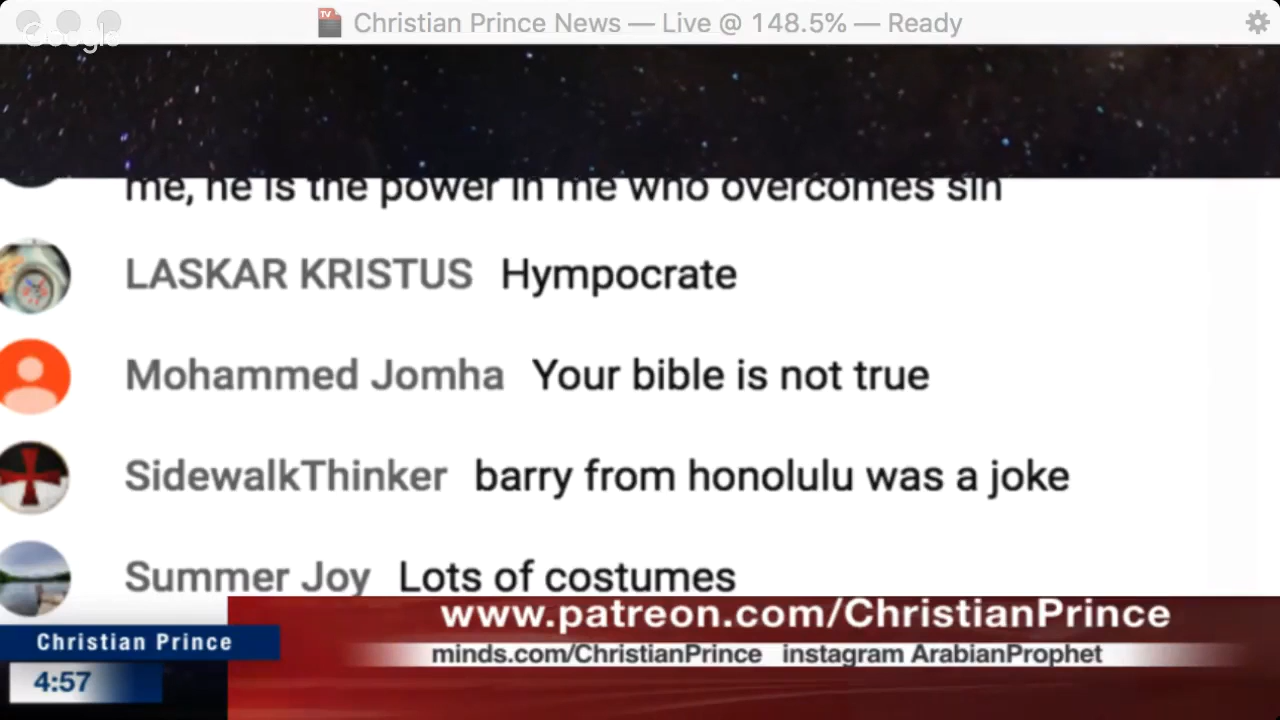 Christian Prince News — Live @ 148.5% — Ready
Google
me, he is the power in me who overcomes sin
LASKAR KRISTUS Hympocrate
Mohammed Jomha Your bible is not true
SidewalkThinker barry from honolulu was a joke
Summer Joy Lots of costumes
www.patreon.com/ChristianPrince
Christian Prince
minds.com/ChristianPrince instagram ArabianProphet
4:57